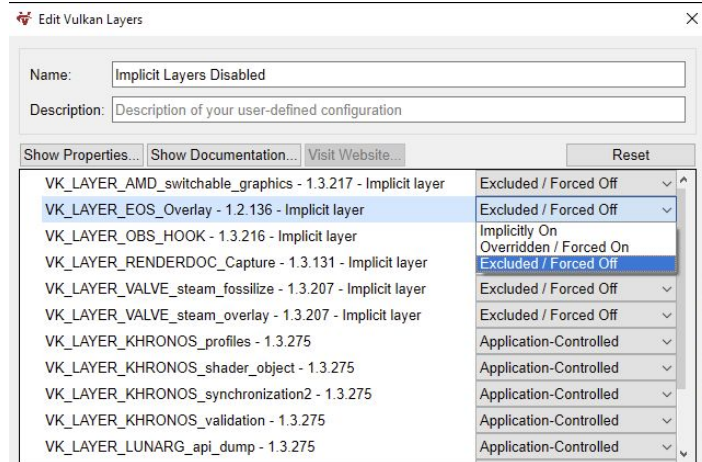 Edit Vulkan Layers
Name: Implicit Layers Disabled
Description: Description of your user-defined configuration
Show Properties... Show Documentation... Visit Website... Reset
VK_LAYER_AMD_switchable_graphics - 1.3.217 - Implicit layer Excluded / Forced Off
VK_LAYER_EOS_Overlay - 1.2.136 - Implicit layer Excluded / Forced Off
VK_LAYER_OBS_HOOK - 1.3.216 - Implicit layer Implicitly On
Overridden / Forced On
VK_LAYER_RENDERDOC_Capture - 1.3.131 - Implicit layer Excluded / Forced Off
VK_LAYER_VALVE_steam_fossilize - 1.3.207 - Implicit layer Excluded / Forced Off
VK_LAYER_VALVE_steam_overlay - 1.3.207 - Implicit layer Excluded / Forced Off
VK_LAYER_KHRONOS_profiles - 1.3.275 Application-Controlled
VK_LAYER_KHRONOS_shader_object - 1.3.275 Application-Controlled
VK_LAYER_KHRONOS_synchronization2 - 1.3.275 Application-Controlled
VK_LAYER_KHRONOS_validation - 1.3.275 Application-Controlled
VK_LAYER_LUNARG_api_dump - 1.3.275 Application-Controlled